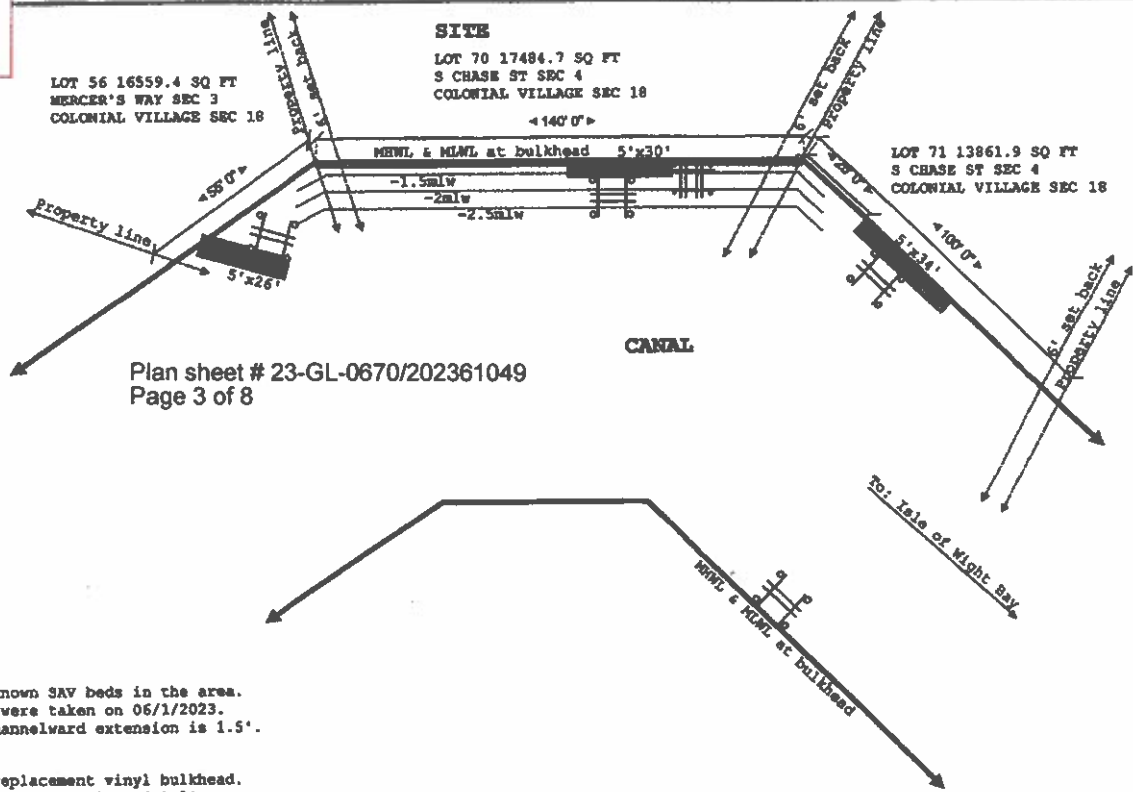 SITE
LOT 70 17484.7 SQ FT
S CHASE ST SEC 4
COLONIAL VILLAGE SEC 18
LOT 56 16559.4 SQ FT
MERCER'S WAY SEC 3
COLONIAL VILLAGE SEC 18
Property line
6' set back
140'0"
6' set back
Property line
MHWL & MLWL at bulkhead
5'x30'
LOT 71 13861.9 SQ FT
S CHASE ST SEC 4
COLONIAL VILLAGE SEC 18
-1.5mlw
-2mlw
-2.5mlw
55'0"
Property line
5'x26'
25'0"
100'0"
5'x34'
6' set back
Property line
CANAL
Plan sheet # 23-GL-0670/202361049
Page 3 of 8
To: Isle of Wight Bay
MHWL & MLWL at bulkhead
nown SAV beds in the area.
were taken on 06/1/2023.
annelward extension is 1.5'.
eplacement vinyl bulkhead.